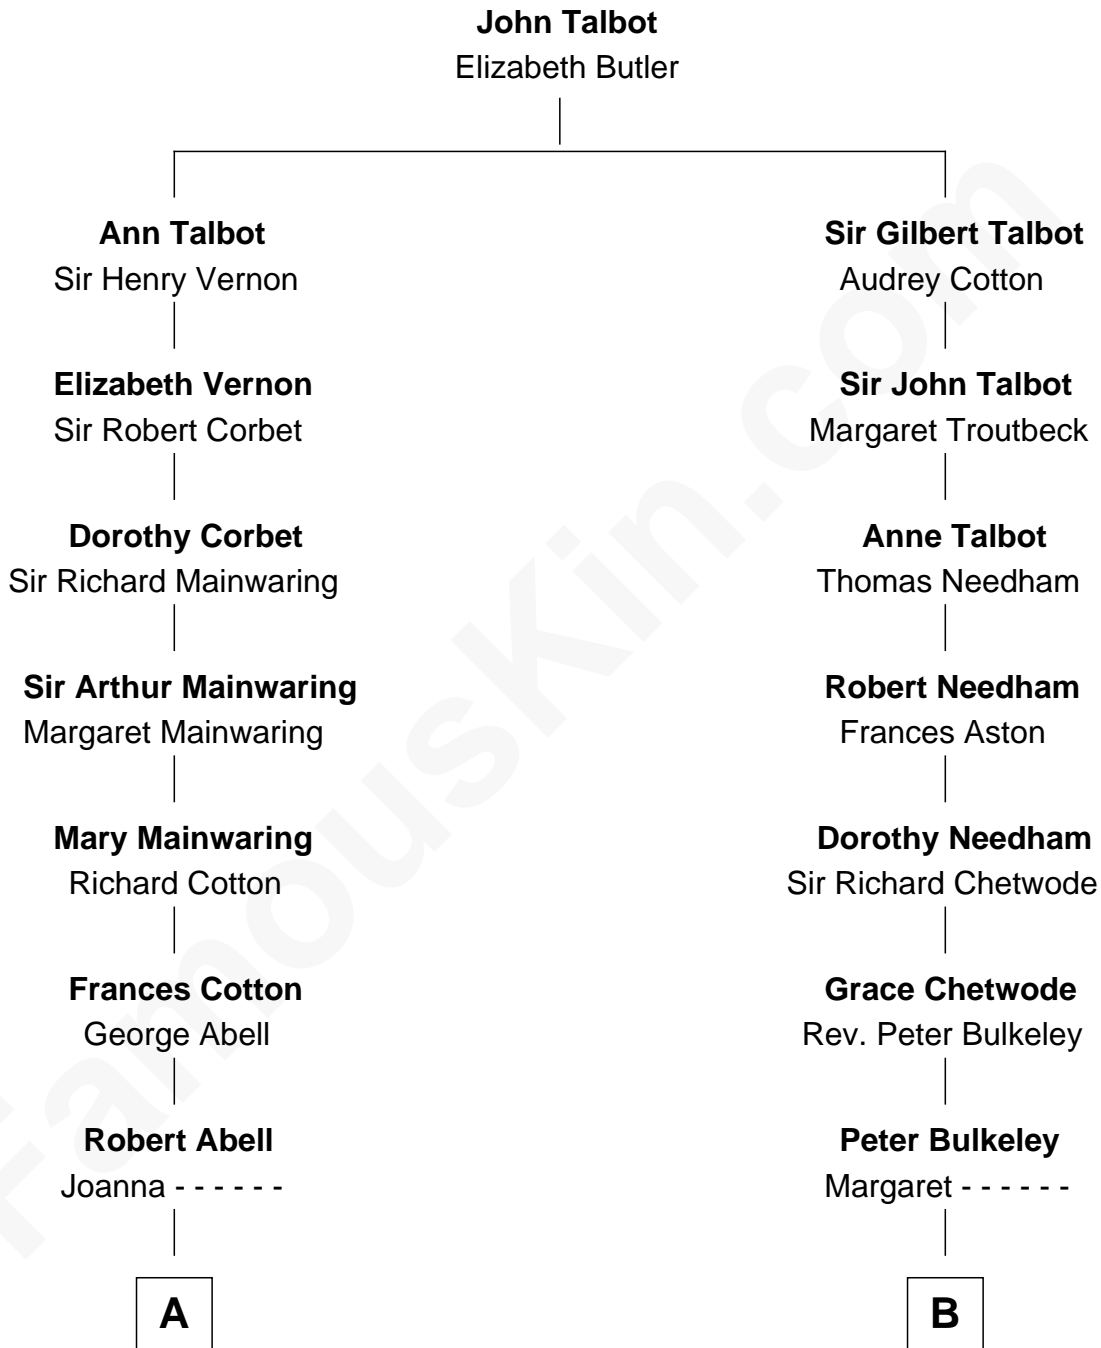 John Talbot
Elizabeth Butler
Ann Talbot
Sir Henry Vernon
Sir Gilbert Talbot
Audrey Cotton
Elizabeth Vernon
Sir Robert Corbet
Sir John Talbot
Margaret Troutbeck
Dorothy Corbet
Sir Richard Mainwaring
Anne Talbot
Thomas Needham
Sir Arthur Mainwaring
Margaret Mainwaring
Robert Needham
Frances Aston
Mary Mainwaring
Richard Cotton
Dorothy Needham
Sir Richard Chetwode
Frances Cotton
George Abell
Grace Chetwode
Rev. Peter Bulkeley
Robert Abell
Joanna - - - - - -
Peter Bulkeley
Margaret - - - - - -
A
B
FamousKin.com